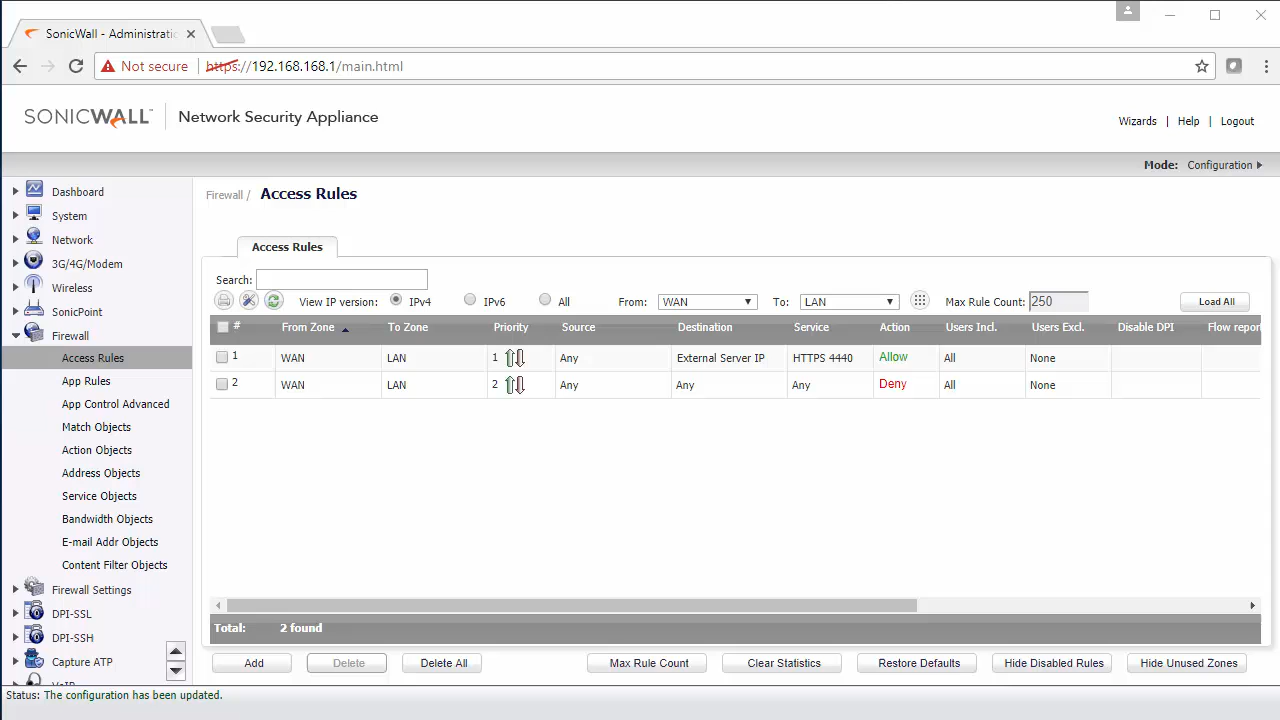 SonicWall - Administratic
Not secure https://192.168.168.1/main.html
SONICWALL Network Security Appliance
Wizards | Help | Logout
Mode: Configuration
Dashboard
System
Network
3G/4G/Modem
Wireless
SonicPoint
Firewall
Access Rules
App Rules
App Control Advanced
Match Objects
Action Objects
Address Objects
Service Objects
Bandwidth Objects
E-mail Addr Objects
Content Filter Objects
Firewall Settings
DPI-SSL
DPI-SSH
Capture ATP
VoIP
Firewall / Access Rules
Access Rules
Search:
View IP version: IPv4 IPv6 All From: WAN To: LAN Max Rule Count: 250 Load All
# From Zone To Zone Priority Source Destination Service Action Users Incl. Users Excl. Disable DPI Flow report
1 WAN LAN 1 Any External Server IP HTTPS 4440 Allow All None
2 WAN LAN 2 Any Any Any Deny All None
Total: 2 found
Add Delete Delete All Max Rule Count Clear Statistics Restore Defaults Hide Disabled Rules Hide Unused Zones
Status: The configuration has been updated.